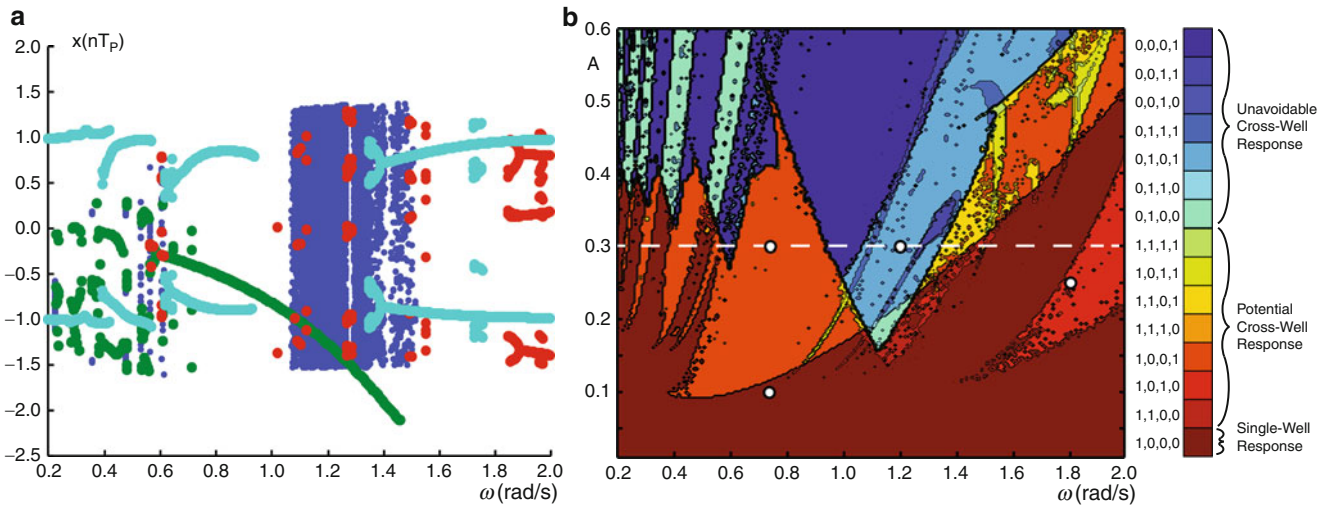 a
x(nTP)
2.0
1.5
1.0
0.5
0.0
−0.5
−1.0
−1.5
−2.0
−2.5
0.2 0.4 0.6 0.8 1.0 1.2 1.4 1.6 1.8 2.0
ω(rad/s)
b
0.6
A
0.5
0.4
0.3
0.2
0.1
0.2 0.4 0.6 0.8 1.0 1.2 1.4 1.6 1.8 2.0
ω(rad/s)
0,0,0,1
0,0,1,1
0,0,1,0
0,1,1,1
0,1,0,1
0,1,1,0
0,1,0,0
1,1,1,1
1,0,1,1
1,1,0,1
1,1,1,0
1,0,0,1
1,0,1,0
1,1,0,0
1,0,0,0
Unavoidable
Cross-Well
Response
Potential
Cross-Well
Response
Single-Well
Response